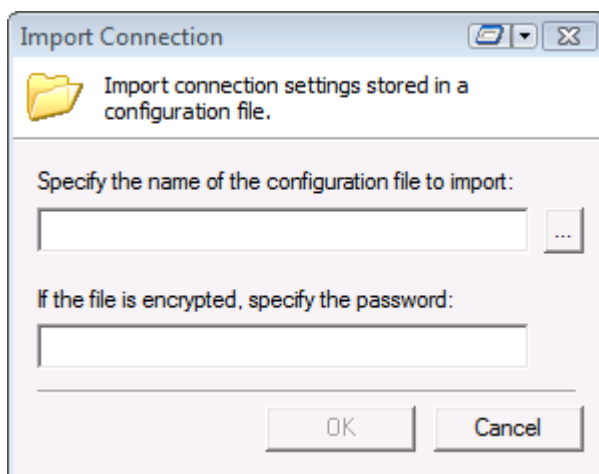 Import Connection
Import connection settings stored in a
configuration file.
Specify the name of the configuration file to import:
...
If the file is encrypted, specify the password:
OK
Cancel